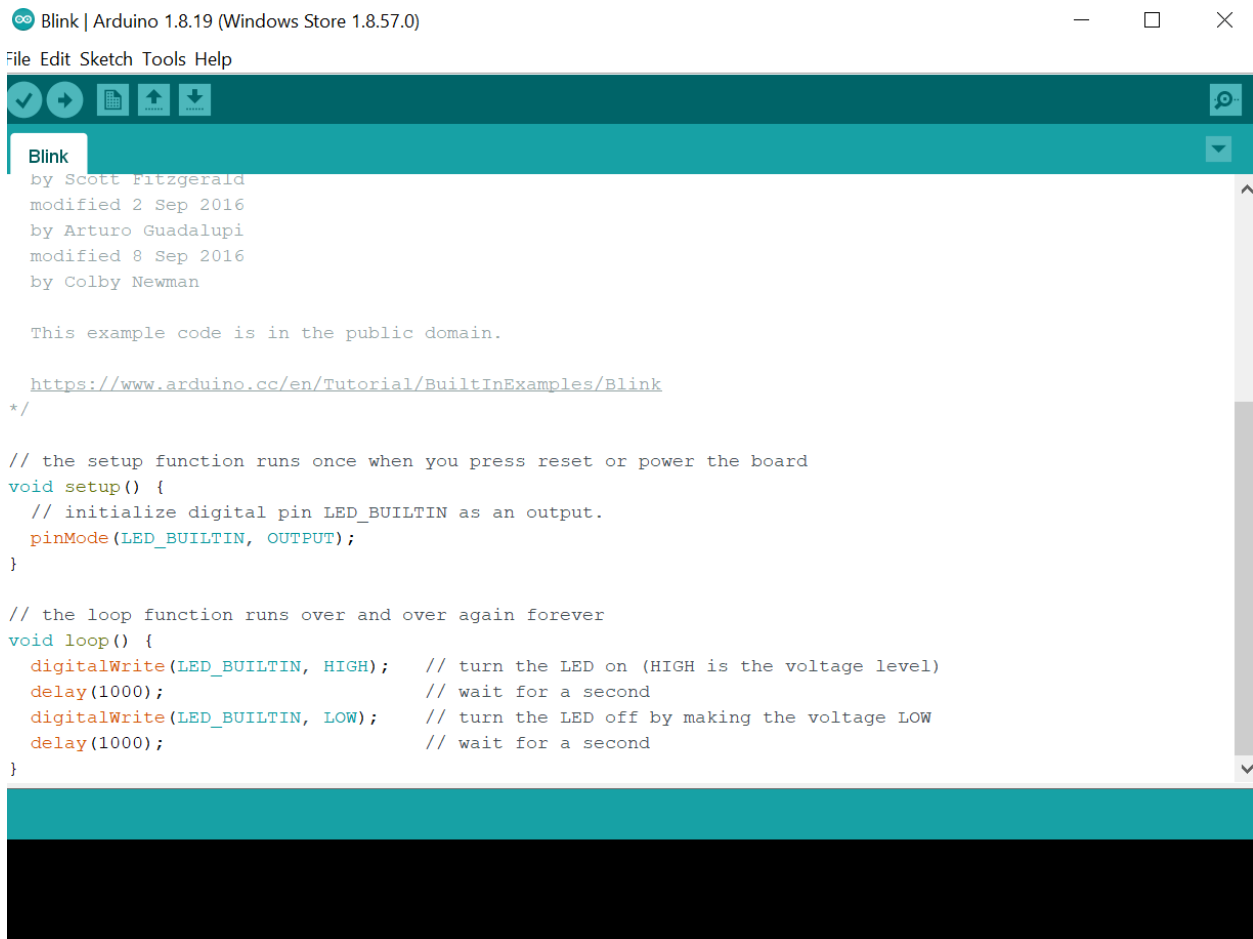 Blink | Arduino 1.8.19 (Windows Store 1.8.57.0)
File Edit Sketch Tools Help
Blink
by Scott Fitzgerald
modified 2 Sep 2016
by Arturo Guadalupi
modified 8 Sep 2016
by Colby Newman
This example code is in the public domain.
https://www.arduino.cc/en/Tutorial/BuiltInExamples/Blink
*/
// the setup function runs once when you press reset or power the board
void setup() {
// initialize digital pin LED_BUILTIN as an output.
pinMode(LED_BUILTIN, OUTPUT);
}
// the loop function runs over and over again forever
void loop() {
digitalWrite(LED_BUILTIN, HIGH);   // turn the LED on (HIGH is the voltage level)
delay(1000);                       // wait for a second
digitalWrite(LED_BUILTIN, LOW);    // turn the LED off by making the voltage LOW
delay(1000);                       // wait for a second
}